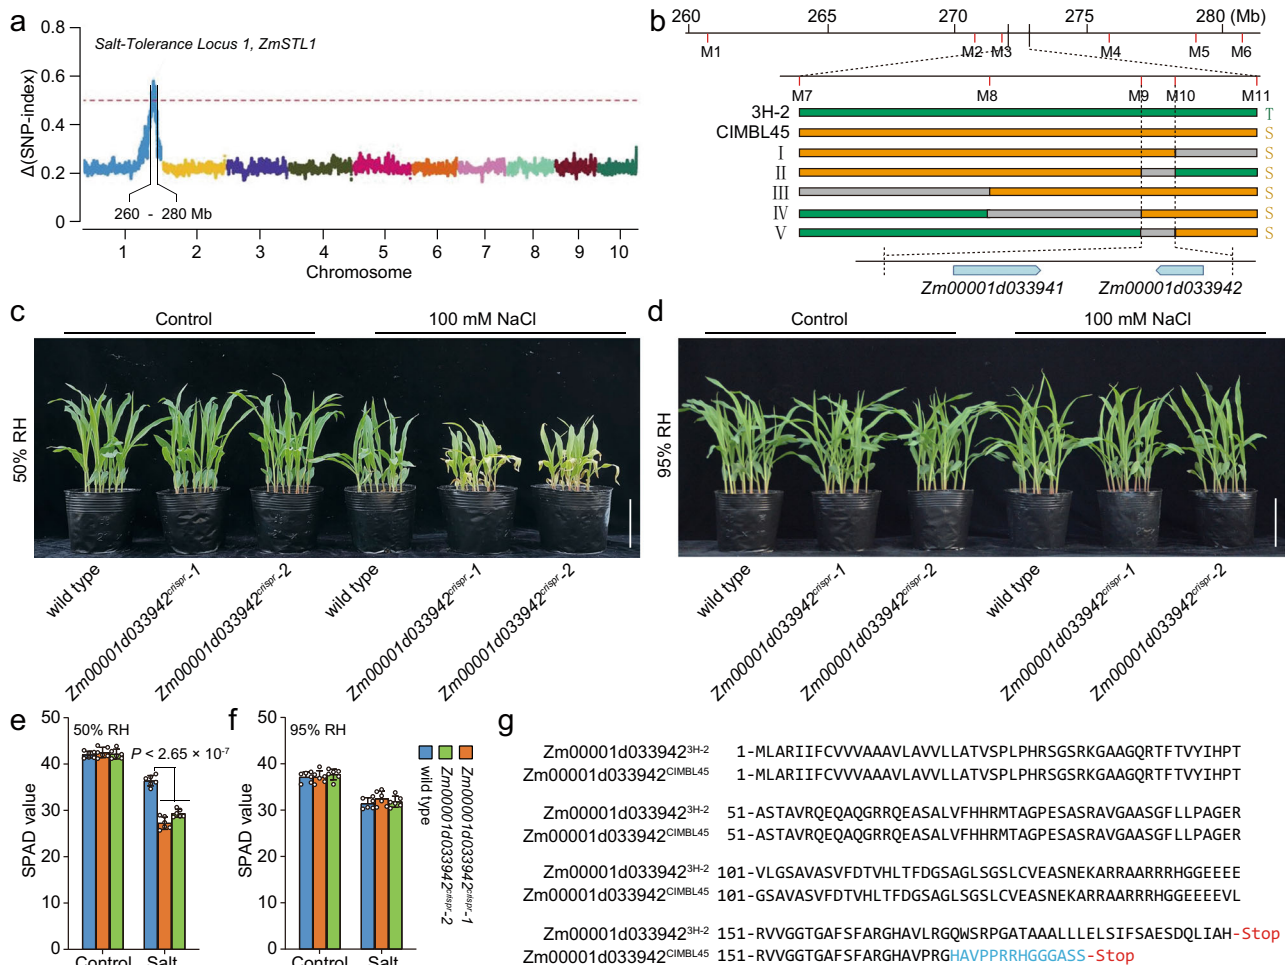 a
Salt-Tolerance Locus 1, ZmSTL1
Δ(SNP-index)
0.8
0.6
0.4
0.2
0
260 - 280 Mb
1 2 3 4 5 6 7 8 9 10
Chromosome
b
260 265 270 275 280 (Mb)
M1 M2 M3 M4 M5 M6
M7 M8 M9 M10 M11
3H-2 T
CIMBL45 S
I S
II S
III S
IV S
V S
Zm00001d033941 Zm00001d033942
c
Control 100 mM NaCl
50% RH
wild type
Zm00001d033942crispr-1
Zm00001d033942crispr-2
wild type
Zm00001d033942crispr-1
Zm00001d033942crispr-2
d
Control 100 mM NaCl
95% RH
wild type
Zm00001d033942crispr-1
Zm00001d033942crispr-2
wild type
Zm00001d033942crispr-1
Zm00001d033942crispr-2
e
50% RH
P < 2.65 × 10-7
SPAD value
50
40
30
20
10
0
Control Salt
f
95% RH
SPAD value
50
40
30
20
10
0
Control Salt
wild type
Zm00001d033942crispr-2
Zm00001d033942crispr-1
g
Zm00001d0339423H-2 1-MLARIIFCVVVAAAVLAVVLLATVSPLPHRSGSRKGAAGQRTFTVYIHPT
Zm00001d033942CIMBL45 1-MLARIIFCVVVAAAVLAVVLLATVSPLPHRSGSRKGAAGQRTFTVYIHPT
Zm00001d0339423H-2 51-ASTAVRQEQAQGRRQEASALVFHHRMTAGPESASRAVGAASGFLLPAGER
Zm00001d033942CIMBL45 51-ASTAVRQEQAQGRRQEASALVFHHRMTAGPESASRAVGAASGFLLPAGER
Zm00001d0339423H-2 101-VLGSAVASVFDTVHLTFDGSAGLSGSLCVEASNEKARRAARRRHGGEEEE
Zm00001d033942CIMBL45 101-GSAVASVFDTVHLTFDGSAGLSGSLCVEASNEKARRAARRRHGGEEEEVL
Zm00001d0339423H-2 151-RVVGGTGAFSFARGHAVLRGQWSRPGATAAALLLELSIFSAESDQLIAH-Stop
Zm00001d033942CIMBL45 151-RVVGGTGAFSFARGHAVPRGHAVPPRRHGGGASS-Stop